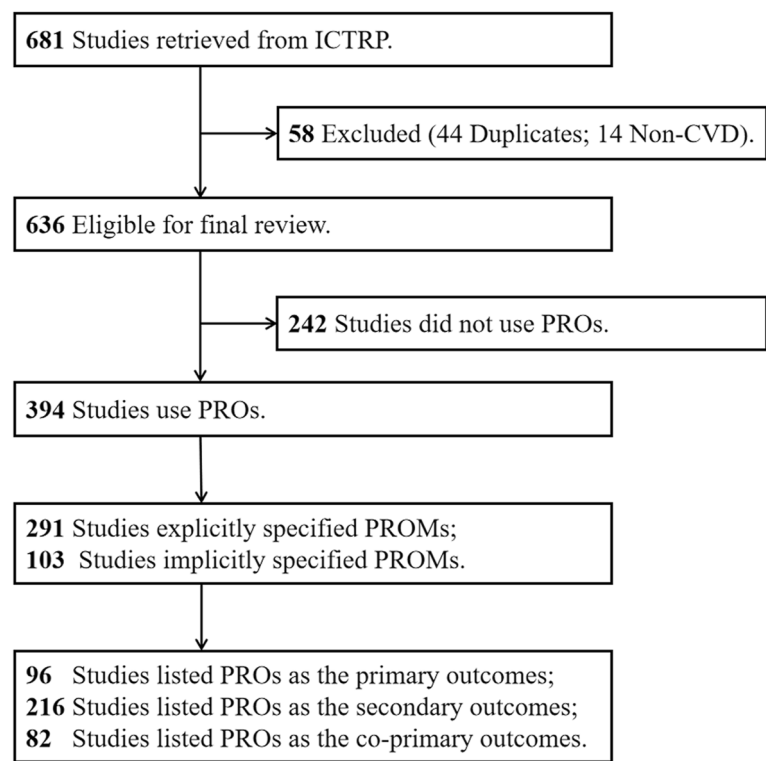 681 Studies retrieved from ICTRP.
58 Excluded (44 Duplicates; 14 Non-CVD).
636 Eligible for final review.
242 Studies did not use PROs.
394 Studies use PROs.
291 Studies explicitly specified PROMs;
103 Studies implicitly specified PROMs.
96 Studies listed PROs as the primary outcomes;
216 Studies listed PROs as the secondary outcomes;
82 Studies listed PROs as the co-primary outcomes.